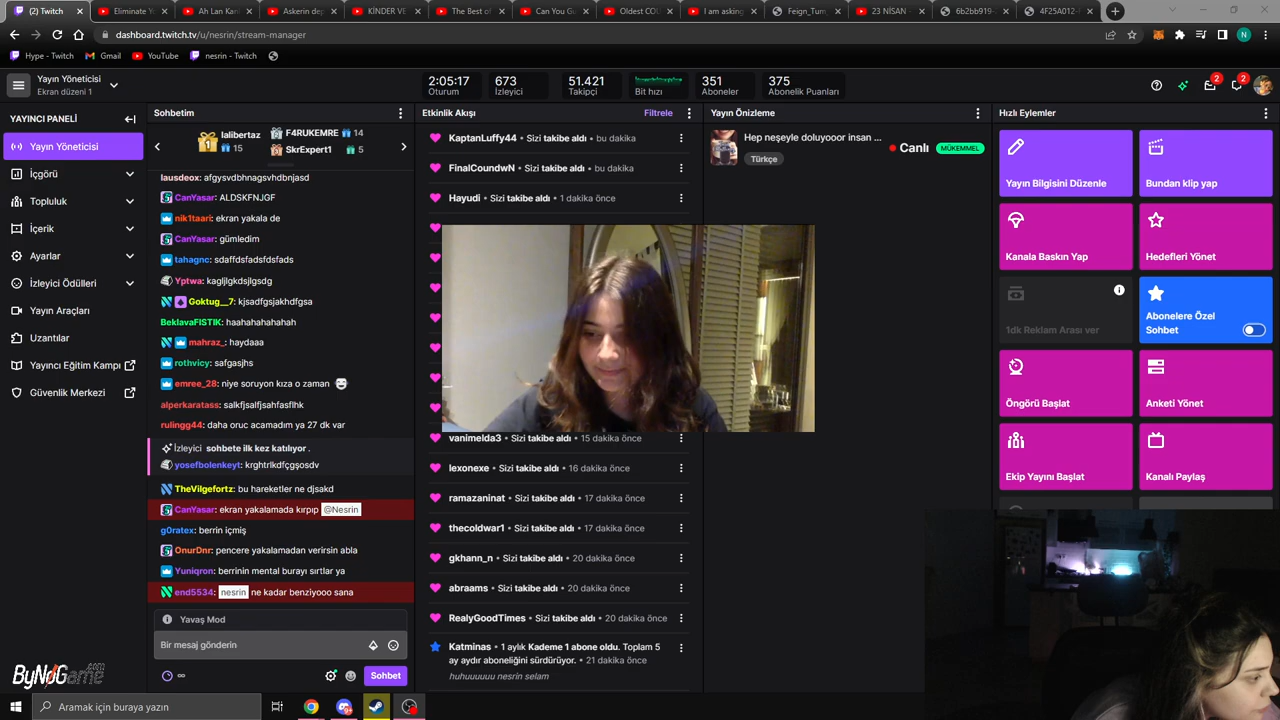 (2) Twitch
Eliminate Y
Ah Lan Kan
Askerin dep
KİNDER VE
The Best of
Can You Gu
Oldest COU
I am asking
Feign_Tum
23 NİSAN -
6b2bb919-
4F25A012-
dashboard.twitch.tv/u/nesrin/stream-manager
N
Hype - Twitch
Gmail
YouTube
nesrin - Twitch
Yayın Yöneticisi
Ekran düzeni 1
2:05:17
Oturum
673
İzleyici
51.421
Takipçi
Bit hızı
351
Aboneler
375
Abonelik Puanları
2
2
YAYINCI PANELİ
Yayın Yöneticisi
İçgörü
Topluluk
İçerik
Ayarlar
İzleyici Ödülleri
Yayın Araçları
Uzantılar
Yayıncı Eğitim Kampı
Güvenlik Merkezi
ByNoGame
Sohbetim
1
lalibertaz
15
F4RUKEMRE 14
SkrExpert1 5
lausdeox: afgysvdbhnagsvhdbnjasd
CanYasar: ALDSKFNJGF
nik1taari: ekran yakala de
CanYasar: gümledim
tahagnc: sdaffdsfadsfdsfads
Yptwa: kagljlgkdsjlgsdg
Goktug__7: kjsadfgsjakhdfgsa
BeklavaFISTIK: haahahahahahah
mahraz_: haydaaa
rothvicy: safgasjhs
emree_28: niye soruyon kıza o zaman
alperkaratass: salkfjsalfjsahfasflhk
rulingg44: daha oruc acamadım ya 27 dk var
İzleyici sohbete ilk kez katılıyor .
yosefbolenkeyt: krghtrlkdfçgşosdv
TheVilgefortz: bu hareketler ne djsakd
CanYasar: ekran yakalamada kırpıp @Nesrin
g0ratex: berrin içmiş
OnurDnr: pencere yakalamadan verirsin abla
Yuniqron: berrinin mental burayı sırtlar ya
end5534: nesrin ne kadar benziyooo sana
Yavaş Mod
Bir mesaj gönderin
∞
Sohbet
Etkinlik Akışı
Filtrele
KaptanLuffy44 • Sizi takibe aldı • bu dakika
FinalCoundwN • Sizi takibe aldı • bu dakika
Hayudi • Sizi takibe aldı • 1 dakika önce
vanimelda3 • Sizi takibe aldı • 15 dakika önce
lexonexe • Sizi takibe aldı • 16 dakika önce
ramazaninat • Sizi takibe aldı • 17 dakika önce
thecoldwar1 • Sizi takibe aldı • 17 dakika önce
gkhann_n • Sizi takibe aldı • 20 dakika önce
abraams • Sizi takibe aldı • 20 dakika önce
RealyGoodTimes • Sizi takibe aldı • 20 dakika önce
Katminas • 1 aylık Kademe 1 abone oldu. Toplam 5
ay aydır aboneliğini sürdürüyor. • 21 dakika önce
huhuuuuu nesrin selam
Yayın Önizleme
Hep neşeyle doluyooor insan ...
Türkçe
Canlı
MÜKEMMEL
Hızlı Eylemler
Yayın Bilgisini Düzenle
Bundan klip yap
Kanala Baskın Yap
Hedefleri Yönet
1dk Reklam Arası ver
Abonelere Özel
Sohbet
Öngörü Başlat
Anketi Yönet
Ekip Yayını Başlat
Kanalı Paylaş
Aramak için buraya yazın